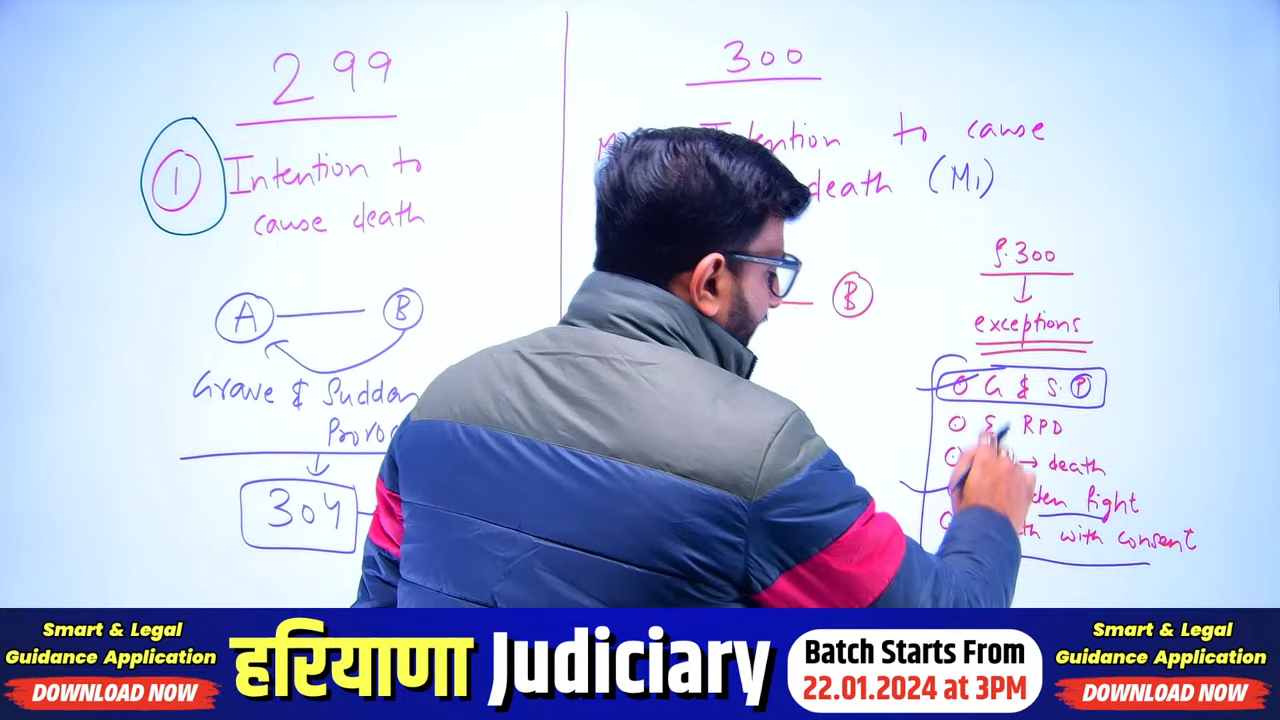 299
① Intention to
cause death
A
B
Grave & Sudden
304
300
to cause
death (M1)
B
S.300
exceptions
G & S. P
RPD
→ death
fight
with consent
Smart & Legal
Guidance Application
DOWNLOAD NOW
हरियाणा Judiciary
Batch Starts From
22.01.2024 at 3PM
Smart & Legal
Guidance Application
DOWNLOAD NOW